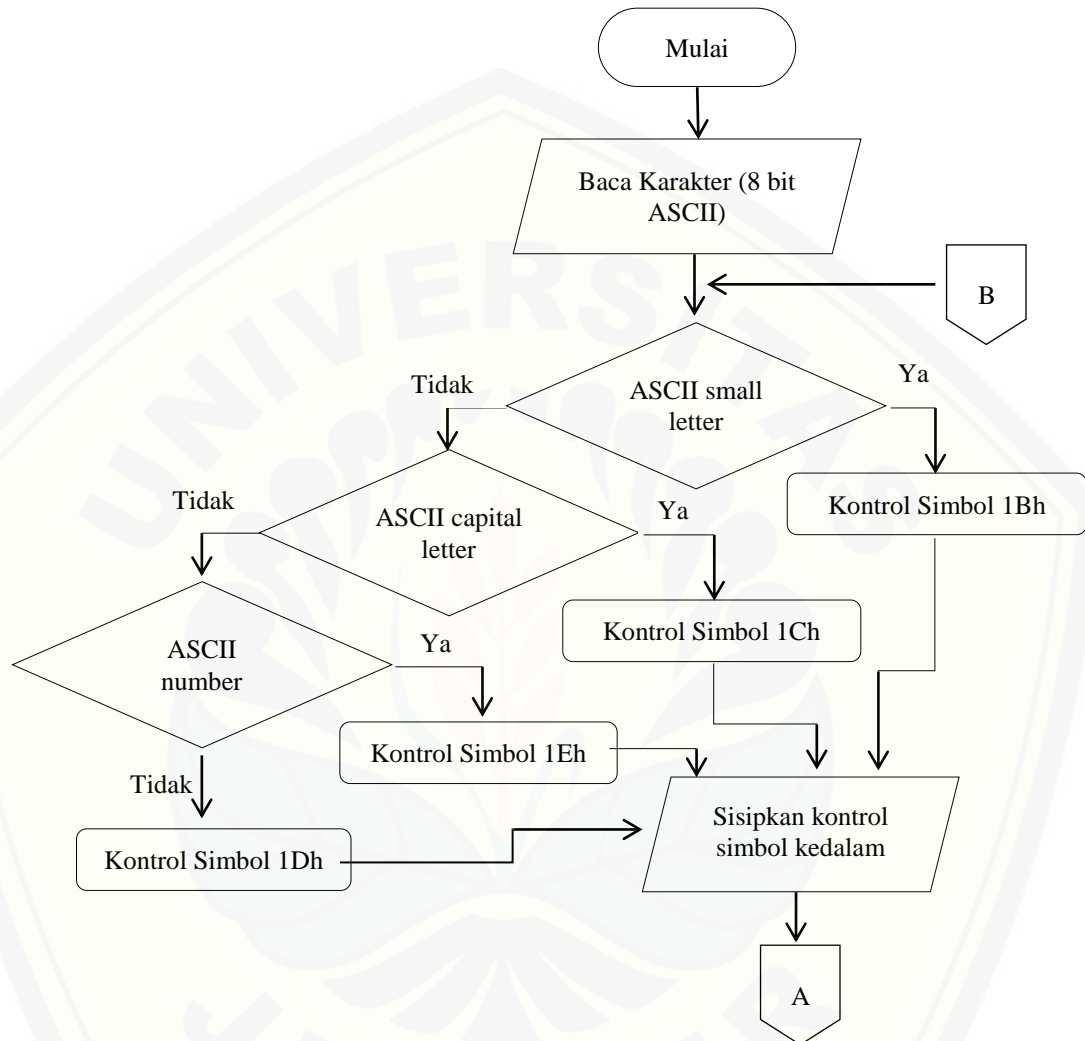 Mulai
Baca Karakter (8 bit
ASCII)
B
Tidak
ASCII small
letter
Ya
Tidak
ASCII capital
letter
Ya
Kontrol Simbol 1Bh
ASCII
number
Ya
Kontrol Simbol 1Ch
Kontrol Simbol 1Eh
Tidak
Kontrol Simbol 1Dh
Sisipkan kontrol
simbol kedalam
A
UNIVERSITAS